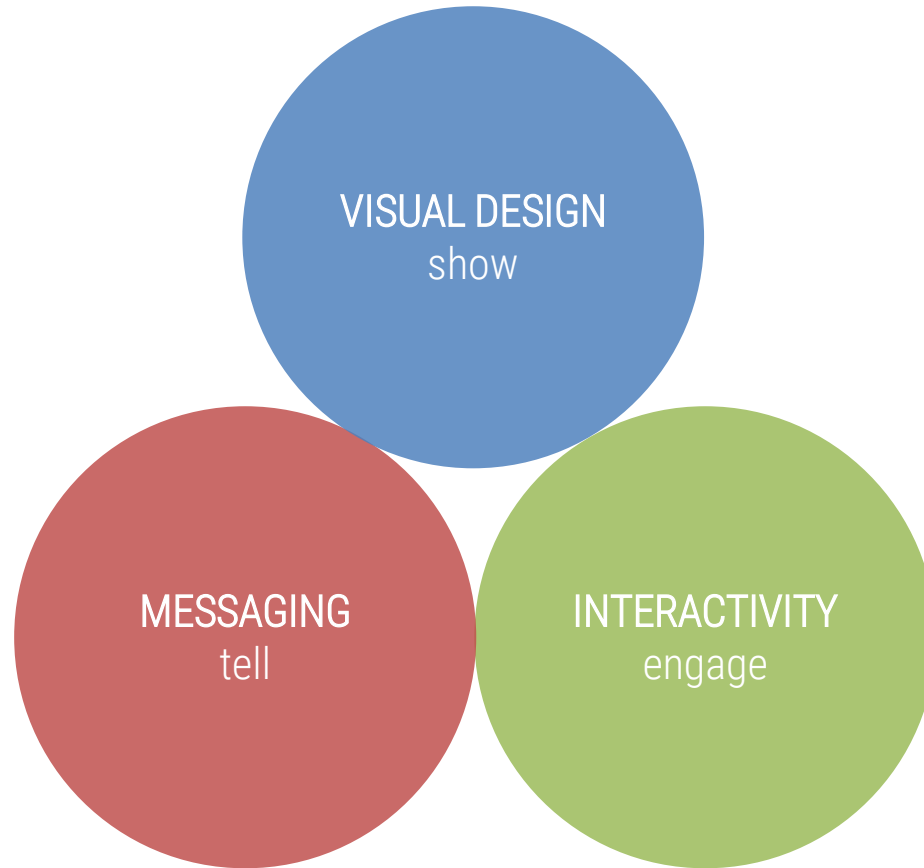 VISUAL DESIGN
show
MESSAGING
tell
INTERACTIVITY
engage